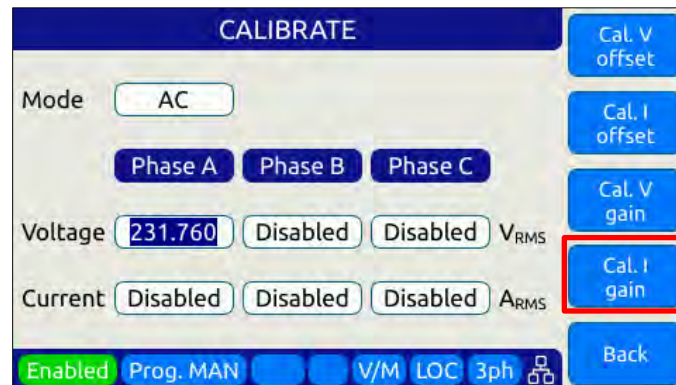 CALIBRATE
Cal. V
offset
Mode AC
Cal. I
offset
Phase A Phase B Phase C
Cal. V
gain
Voltage 231.760 Disabled Disabled VRMS
Cal. I
gain
Current Disabled Disabled Disabled ARMS
Back
Enabled Prog. MAN V/M LOC 3ph